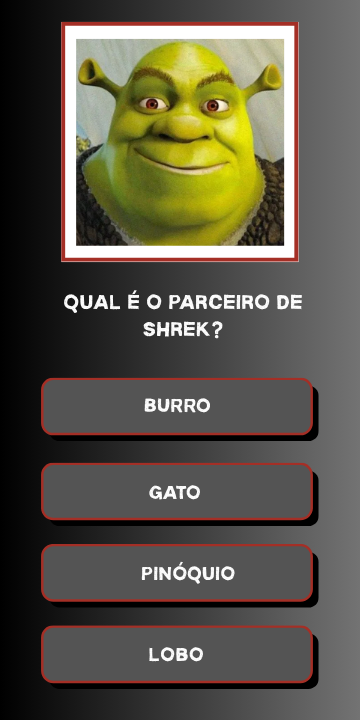 QUAL É O PARCEIRO DE
SHREK?
BURRO
GATO
PINÓQUIO
LOBO